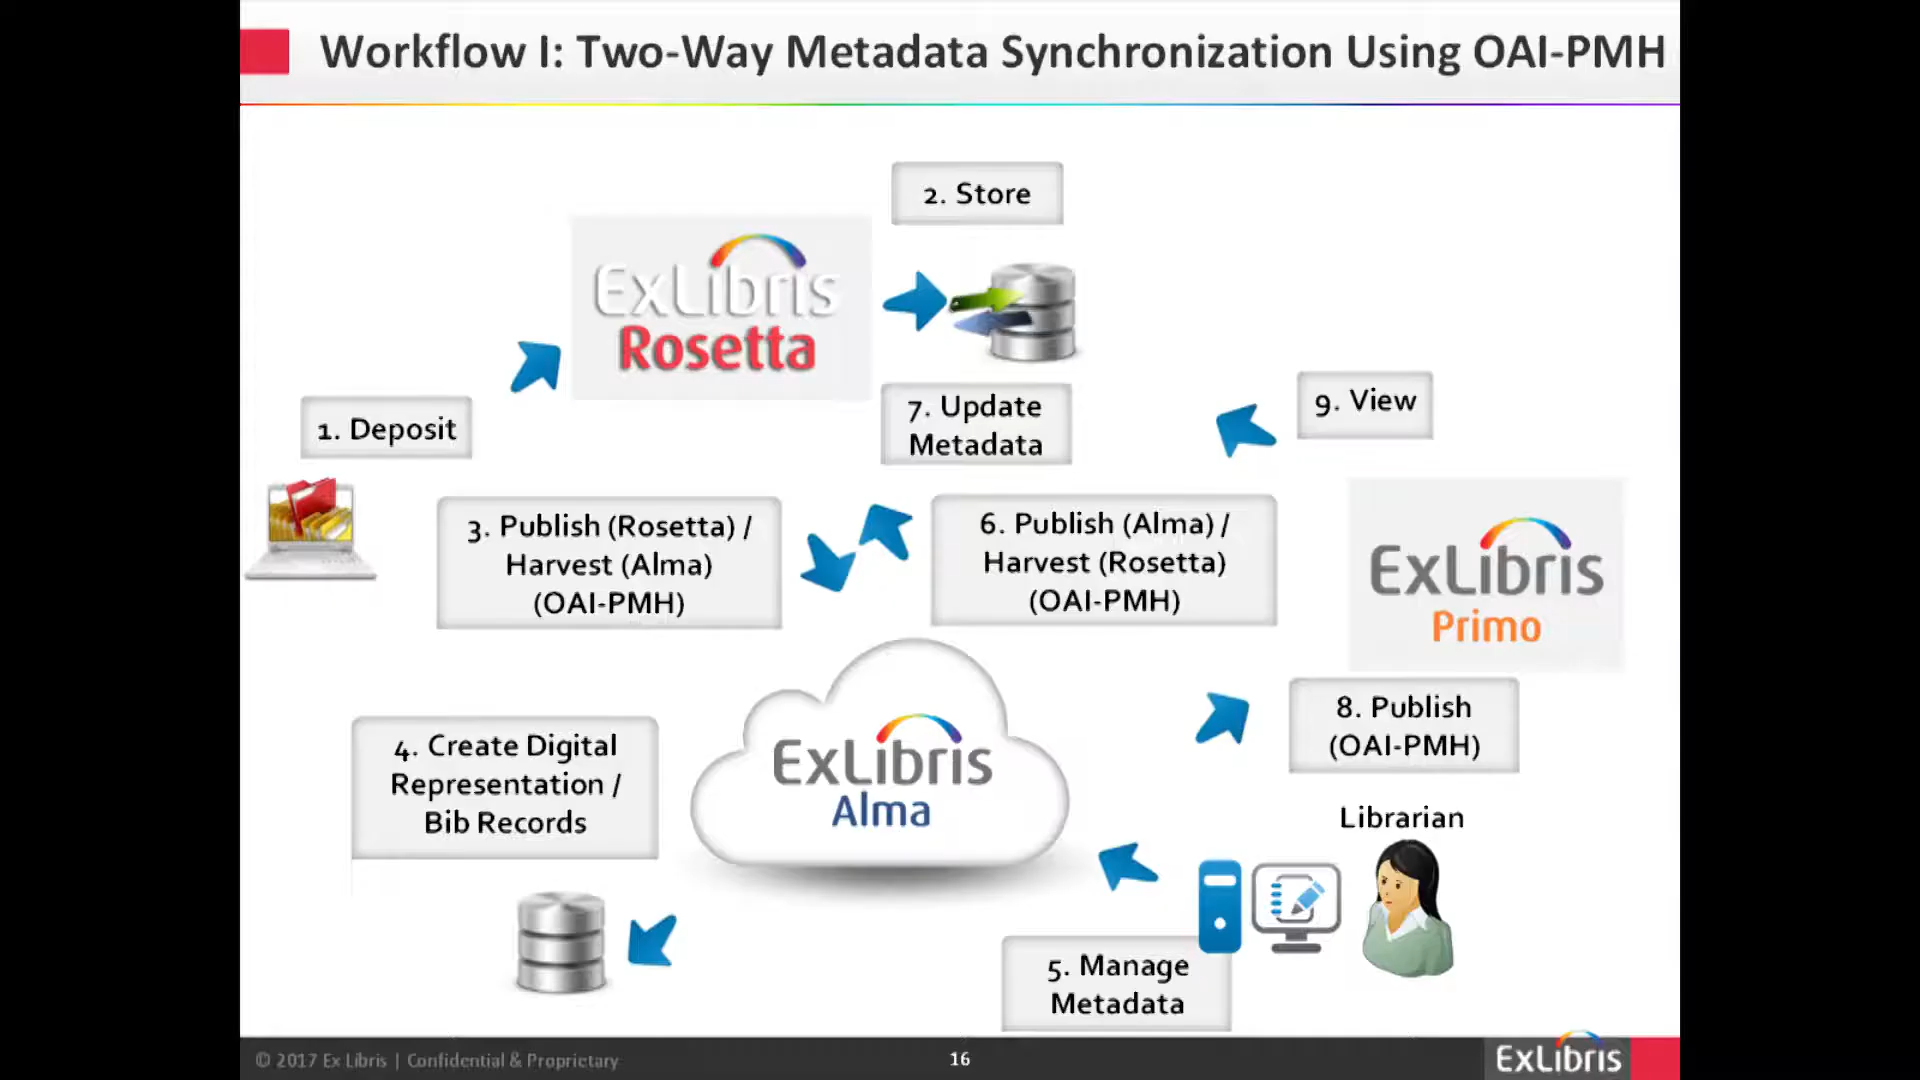 Workflow I: Two-Way Metadata Synchronization Using OAI-PMH
2. Store
ExLibris
Rosetta
1. Deposit
7. Update
Metadata
9. View
3. Publish (Rosetta) /
Harvest (Alma)
(OAI-PMH)
6. Publish (Alma) /
Harvest (Rosetta)
(OAI-PMH)
ExLibris
Primo
4. Create Digital
Representation /
Bib Records
ExLibris
Alma
8. Publish
(OAI-PMH)
Librarian
5. Manage
Metadata
© 2017 Ex Libris | Confidential & Proprietary
16
ExLibris